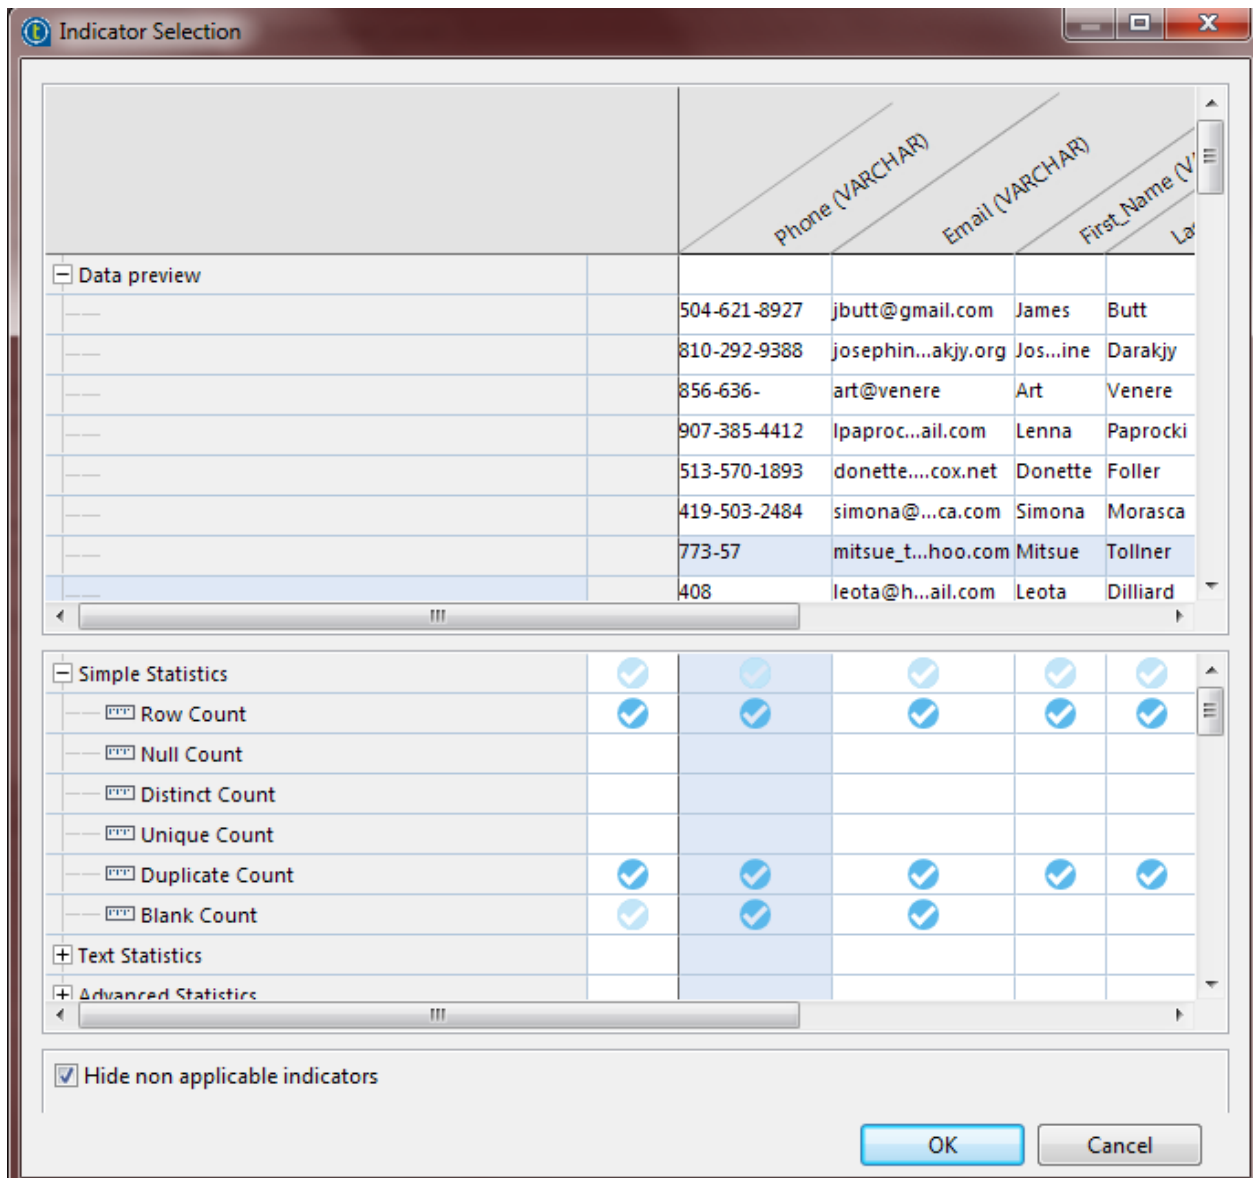 Indicator Selection
Phone (VARCHAR)
Email (VARCHAR)
First_Name (V
La
Data preview
504-621-8927 jbutt@gmail.com James Butt
810-292-9388 josephin...akjy.org Jos...ine Darakjy
856-636- art@venere Art Venere
907-385-4412 lpaproc...ail.com Lenna Paprocki
513-570-1893 donette....cox.net Donette Foller
419-503-2484 simona@...ca.com Simona Morasca
773-57 mitsue_t...hoo.com Mitsue Tollner
408 leota@h...ail.com Leota Dilliard
Simple Statistics
Row Count
Null Count
Distinct Count
Unique Count
Duplicate Count
Blank Count
Text Statistics
Advanced Statistics
Hide non applicable indicators
OK Cancel